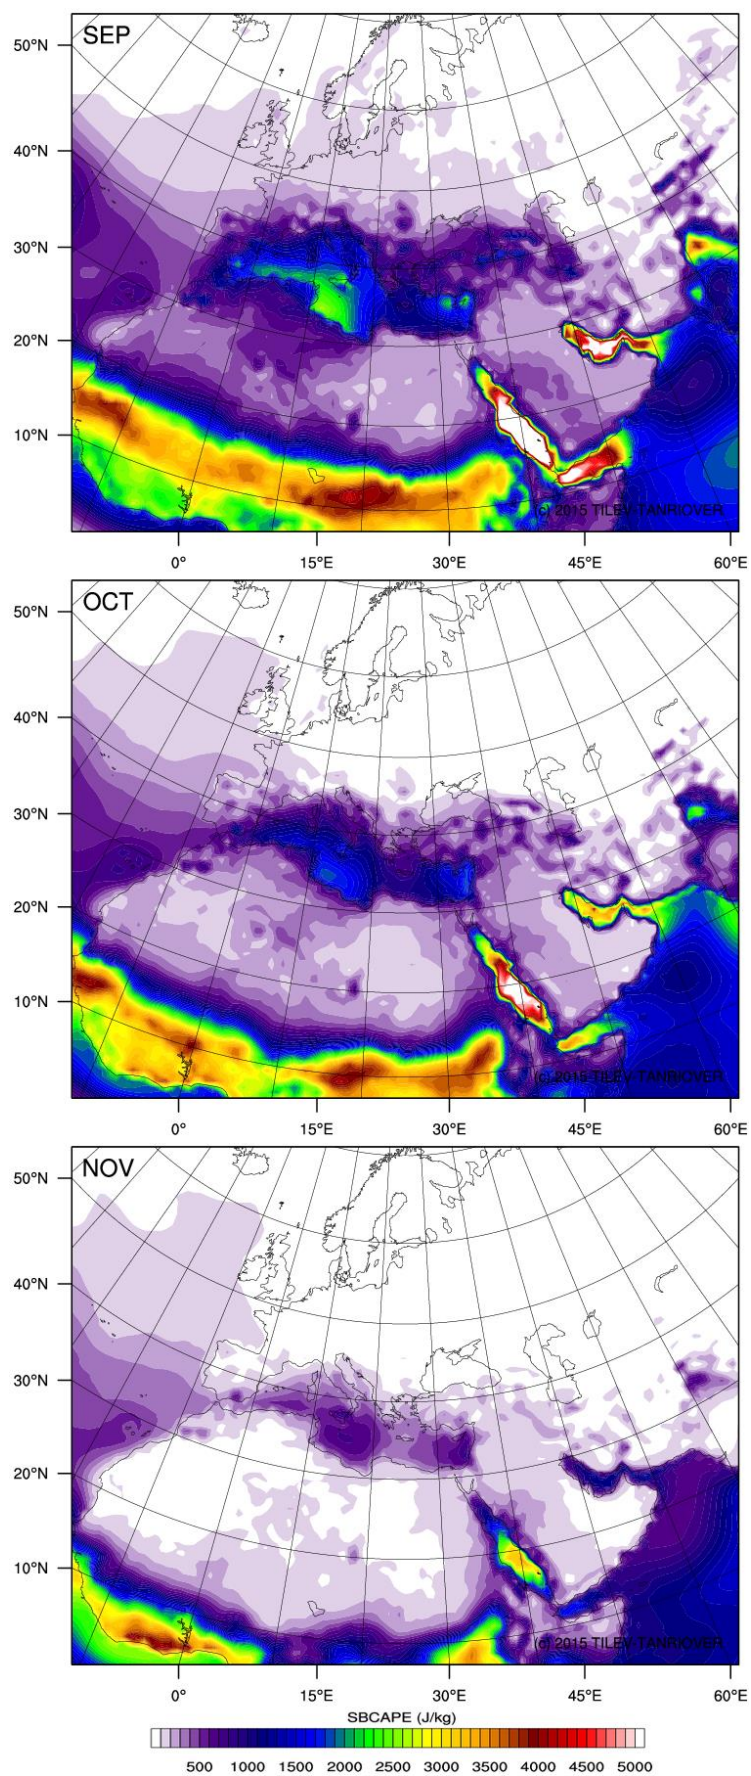 SEP
50°N
40°N
30°N
20°N
10°N
(c) 2015 TILEV-TANRIOVER
0° 15°E 30°E 45°E 60°E
OCT
50°N
40°N
30°N
20°N
10°N
(c) 2015 TILEV-TANRIOVER
0° 15°E 30°E 45°E 60°E
NOV
50°N
40°N
30°N
20°N
10°N
(c) 2015 TILEV-TANRIOVER
0° 15°E 30°E 45°E 60°E
SBCAPE (J/kg)
500 1000 1500 2000 2500 3000 3500 4000 4500 5000